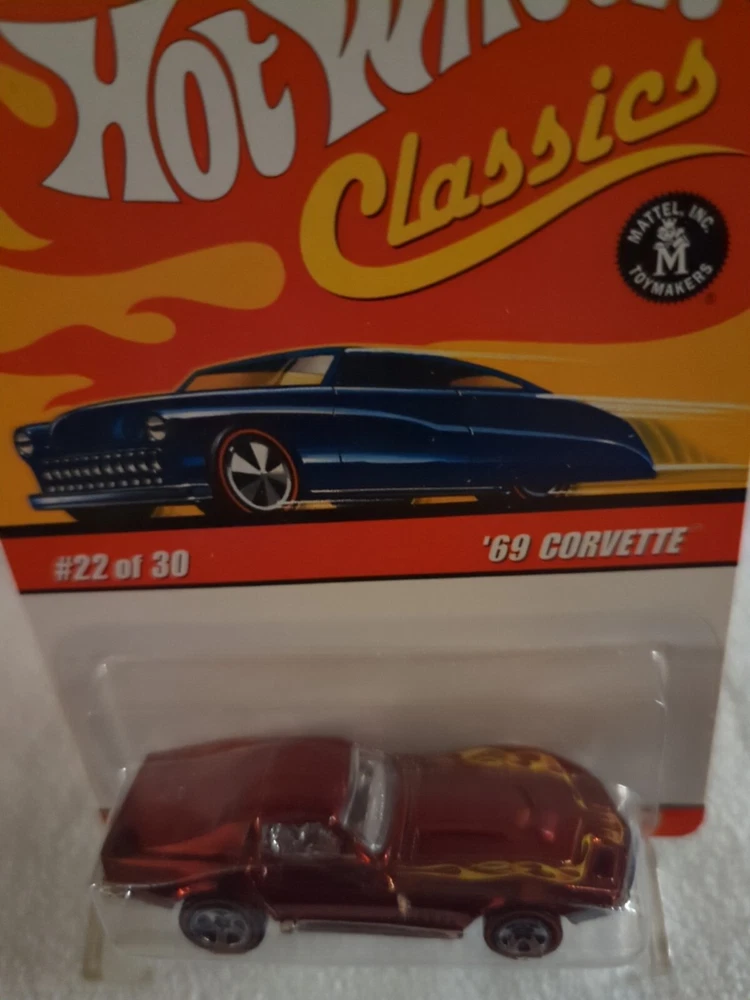 Hot Wheels
Classics
MATTEL, INC.
M
TOYMAKERS
®
#22 of 30
'69 CORVETTE